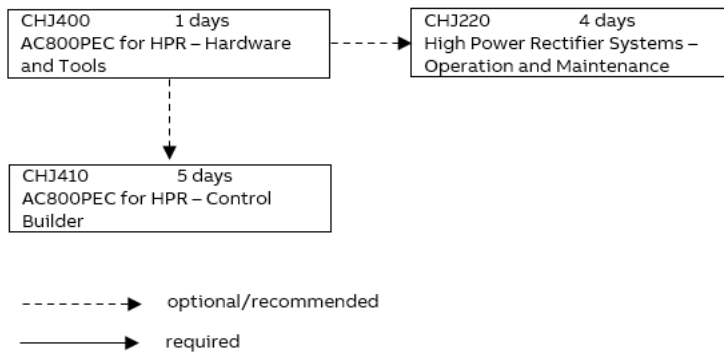 CHJ400 1 days
AC800PEC for HPR – Hardware
and Tools
CHJ220 4 days
High Power Rectifier Systems –
Operation and Maintenance
CHJ410 5 days
AC800PEC for HPR – Control
Builder
optional/recommended
required